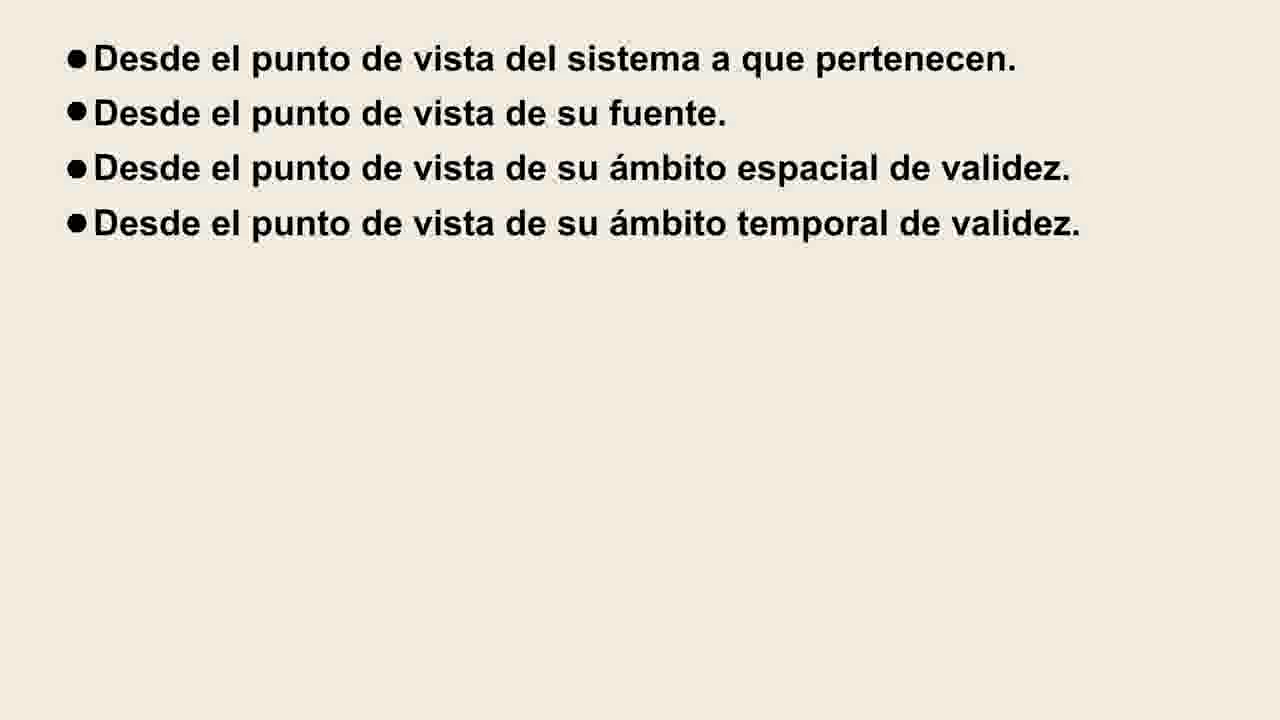 ● Desde el punto de vista del sistema a que pertenecen.
● Desde el punto de vista de su fuente.
● Desde el punto de vista de su ámbito espacial de validez.
● Desde el punto de vista de su ámbito temporal de validez.